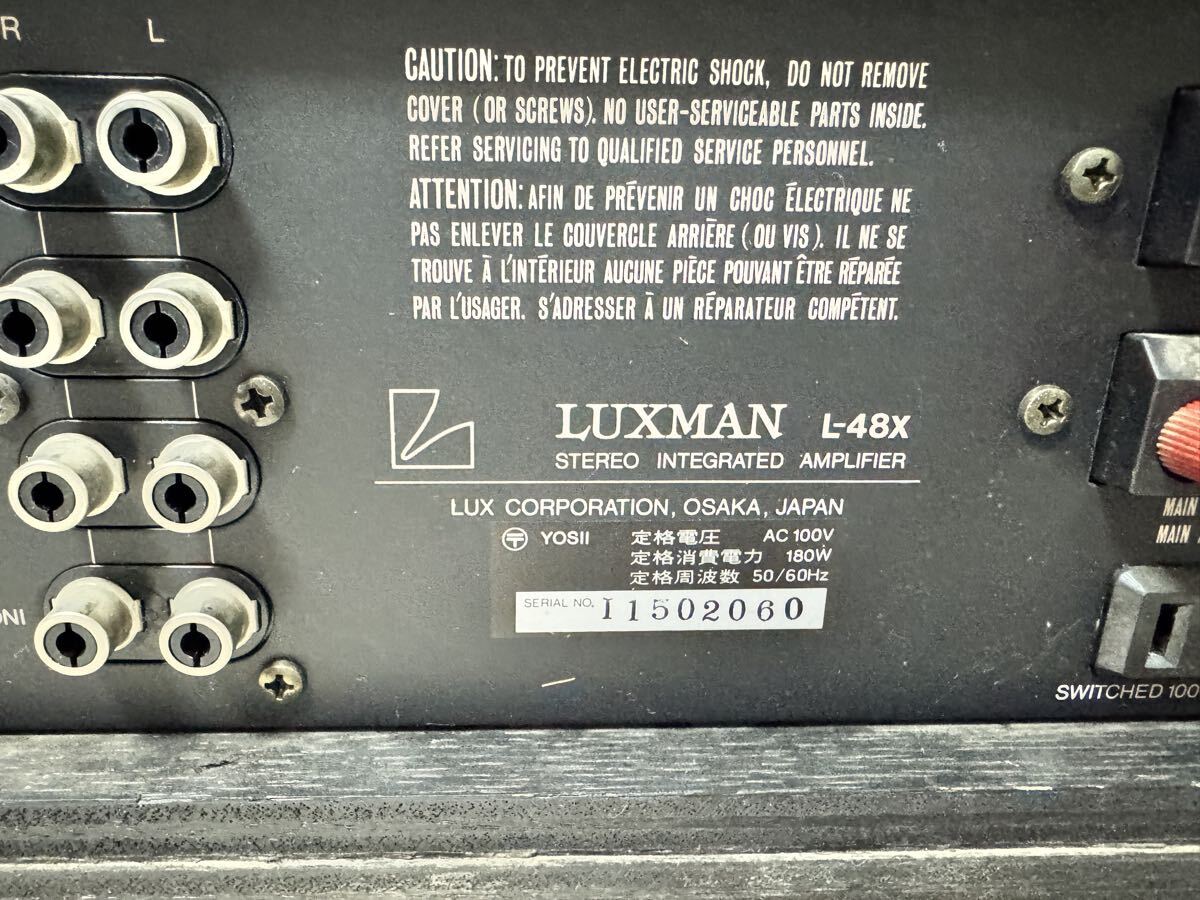 R L
CAUTION: TO PREVENT ELECTRIC SHOCK, DO NOT REMOVE
COVER (OR SCREWS). NO USER-SERVICEABLE PARTS INSIDE.
REFER SERVICING TO QUALIFIED SERVICE PERSONNEL.
ATTENTION: AFIN DE PRÉVENIR UN CHOC ÉLECTRIQUE NE
PAS ENLEVER LE COUVERCLE ARRIÈRE (OU VIS). IL NE SE
TROUVE À L'INTÉRIEUR AUCUNE PIÈCE POUVANT ÊTRE RÉPARÉE
PAR L'USAGER. S'ADRESSER À UN RÉPARATEUR COMPÉTENT.
LUXMAN L-48X
STEREO INTEGRATED AMPLIFIER
LUX CORPORATION, OSAKA, JAPAN
〒 YOSII 定格電圧 AC 100V
定格消費電力 180W
定格周波数 50/60Hz
SERIAL NO. I1502060
MAIN
MAIN
SWITCHED 100